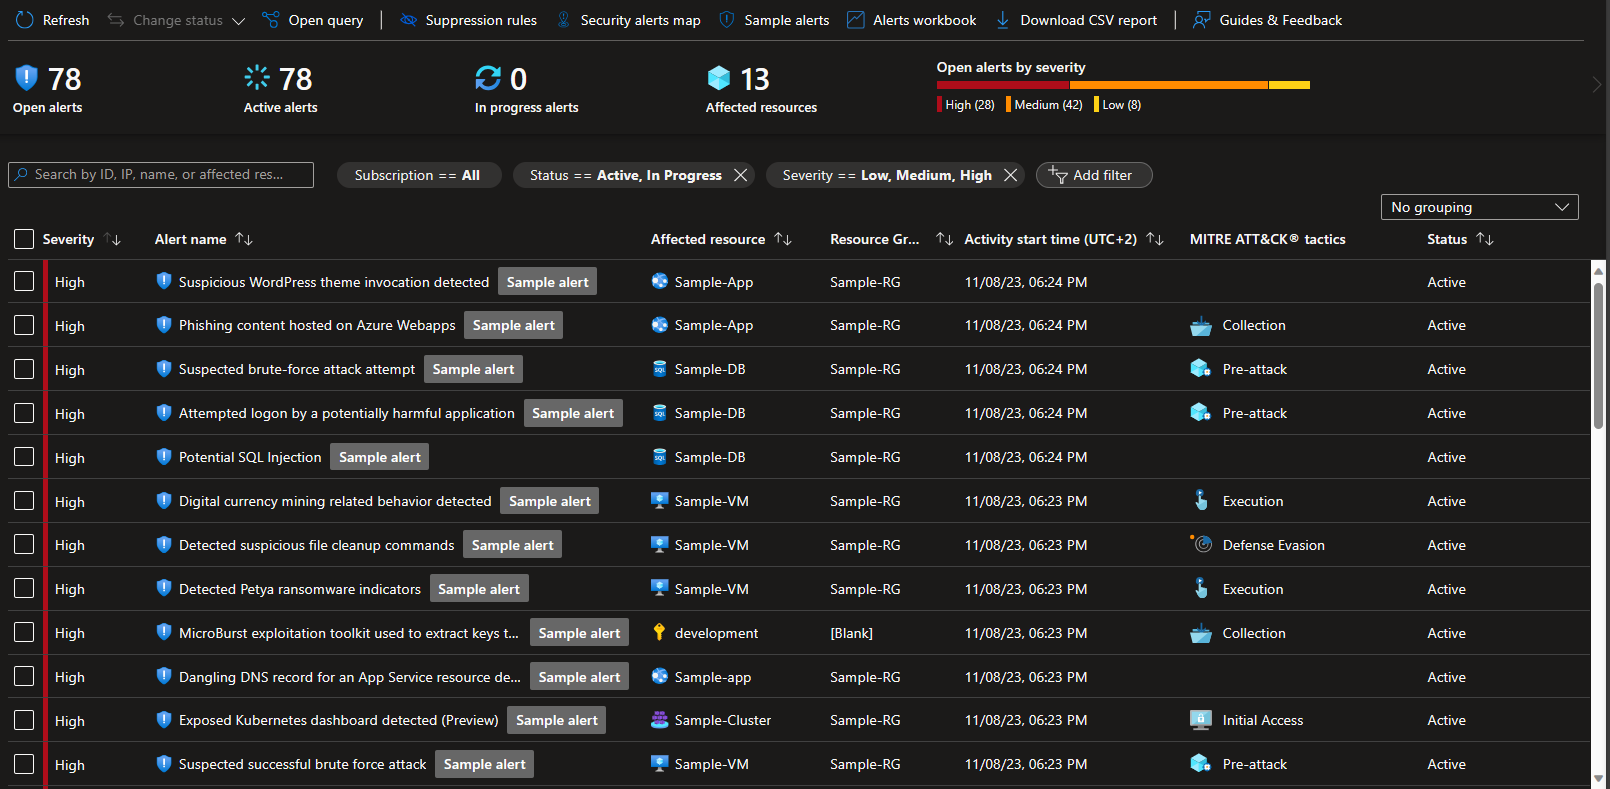 Refresh Change status Open query Suppression rules Security alerts map Sample alerts Alerts workbook Download CSV report Guides & Feedback
78 78 0 13 Open alerts by severity
Open alerts Active alerts In progress alerts Affected resources High (28) Medium (42) Low (8)
Search by ID, IP, name, or affected res... Subscription == All Status == Active, In Progress Severity == Low, Medium, High Add filter
No grouping
Severity Alert name Affected resource Resource Gr... Activity start time (UTC+2) MITRE ATT&CK® tactics Status
High Suspicious WordPress theme invocation detected Sample alert Sample-App Sample-RG 11/08/23, 06:24 PM Active
High Phishing content hosted on Azure Webapps Sample alert Sample-App Sample-RG 11/08/23, 06:24 PM Collection Active
High Suspected brute-force attack attempt Sample alert SQL Sample-DB Sample-RG 11/08/23, 06:24 PM Pre-attack Active
High Attempted logon by a potentially harmful application Sample alert SQL Sample-DB Sample-RG 11/08/23, 06:24 PM Pre-attack Active
High Potential SQL Injection Sample alert SQL Sample-DB Sample-RG 11/08/23, 06:24 PM Active
High Digital currency mining related behavior detected Sample alert Sample-VM Sample-RG 11/08/23, 06:23 PM Execution Active
High Detected suspicious file cleanup commands Sample alert Sample-VM Sample-RG 11/08/23, 06:23 PM Defense Evasion Active
High Detected Petya ransomware indicators Sample alert Sample-VM Sample-RG 11/08/23, 06:23 PM Execution Active
High MicroBurst exploitation toolkit used to extract keys t... Sample alert development [Blank] 11/08/23, 06:23 PM Collection Active
High Dangling DNS record for an App Service resource de... Sample alert Sample-app Sample-RG 11/08/23, 06:23 PM Active
High Exposed Kubernetes dashboard detected (Preview) Sample alert Sample-Cluster Sample-RG 11/08/23, 06:23 PM Initial Access Active
High Suspected successful brute force attack Sample alert Sample-VM Sample-RG 11/08/23, 06:23 PM Pre-attack Active